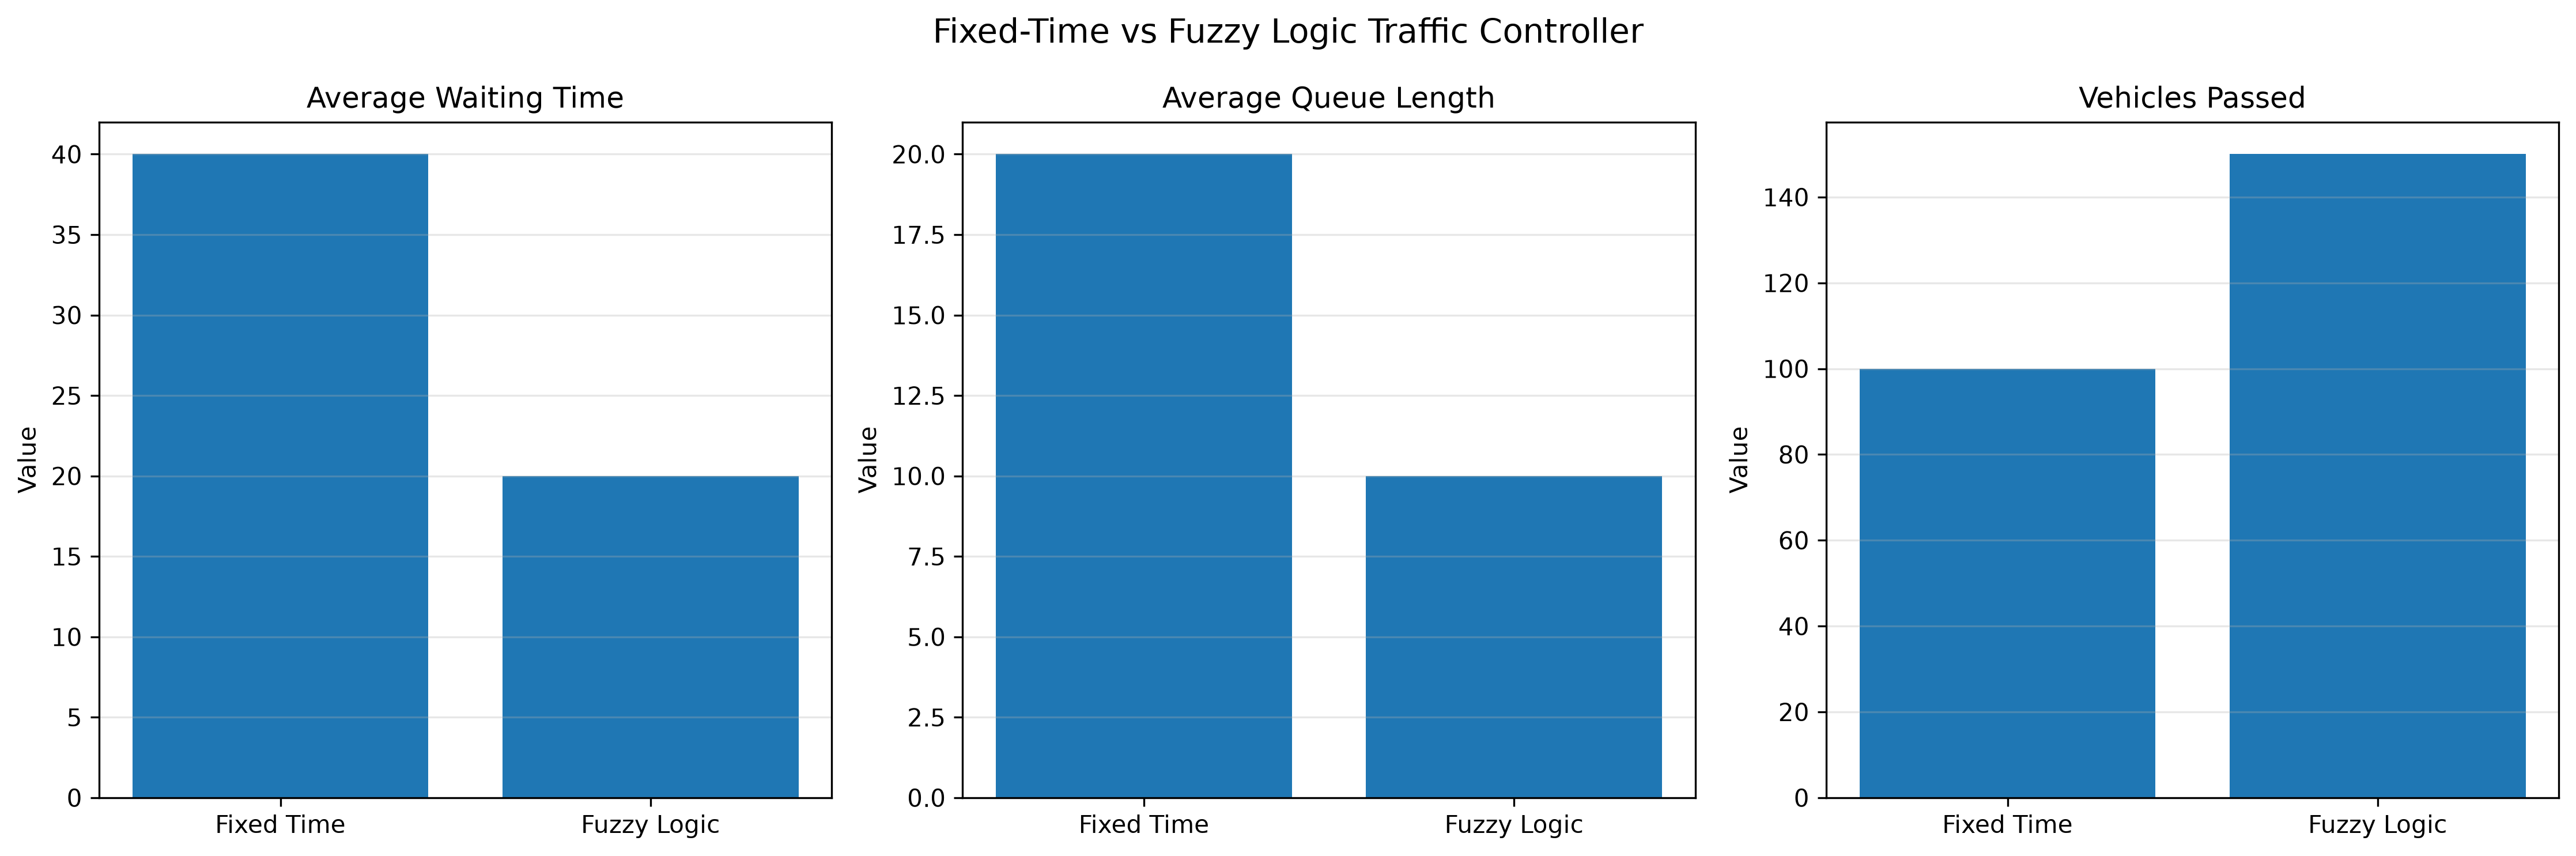 Fixed-Time vs Fuzzy Logic Traffic Controller
Average Waiting Time
Value
40
35
30
25
20
15
10
5
0
Fixed Time
Fuzzy Logic
Average Queue Length
Value
20.0
17.5
15.0
12.5
10.0
7.5
5.0
2.5
0.0
Fixed Time
Fuzzy Logic
Vehicles Passed
Value
140
120
100
80
60
40
20
0
Fixed Time
Fuzzy Logic